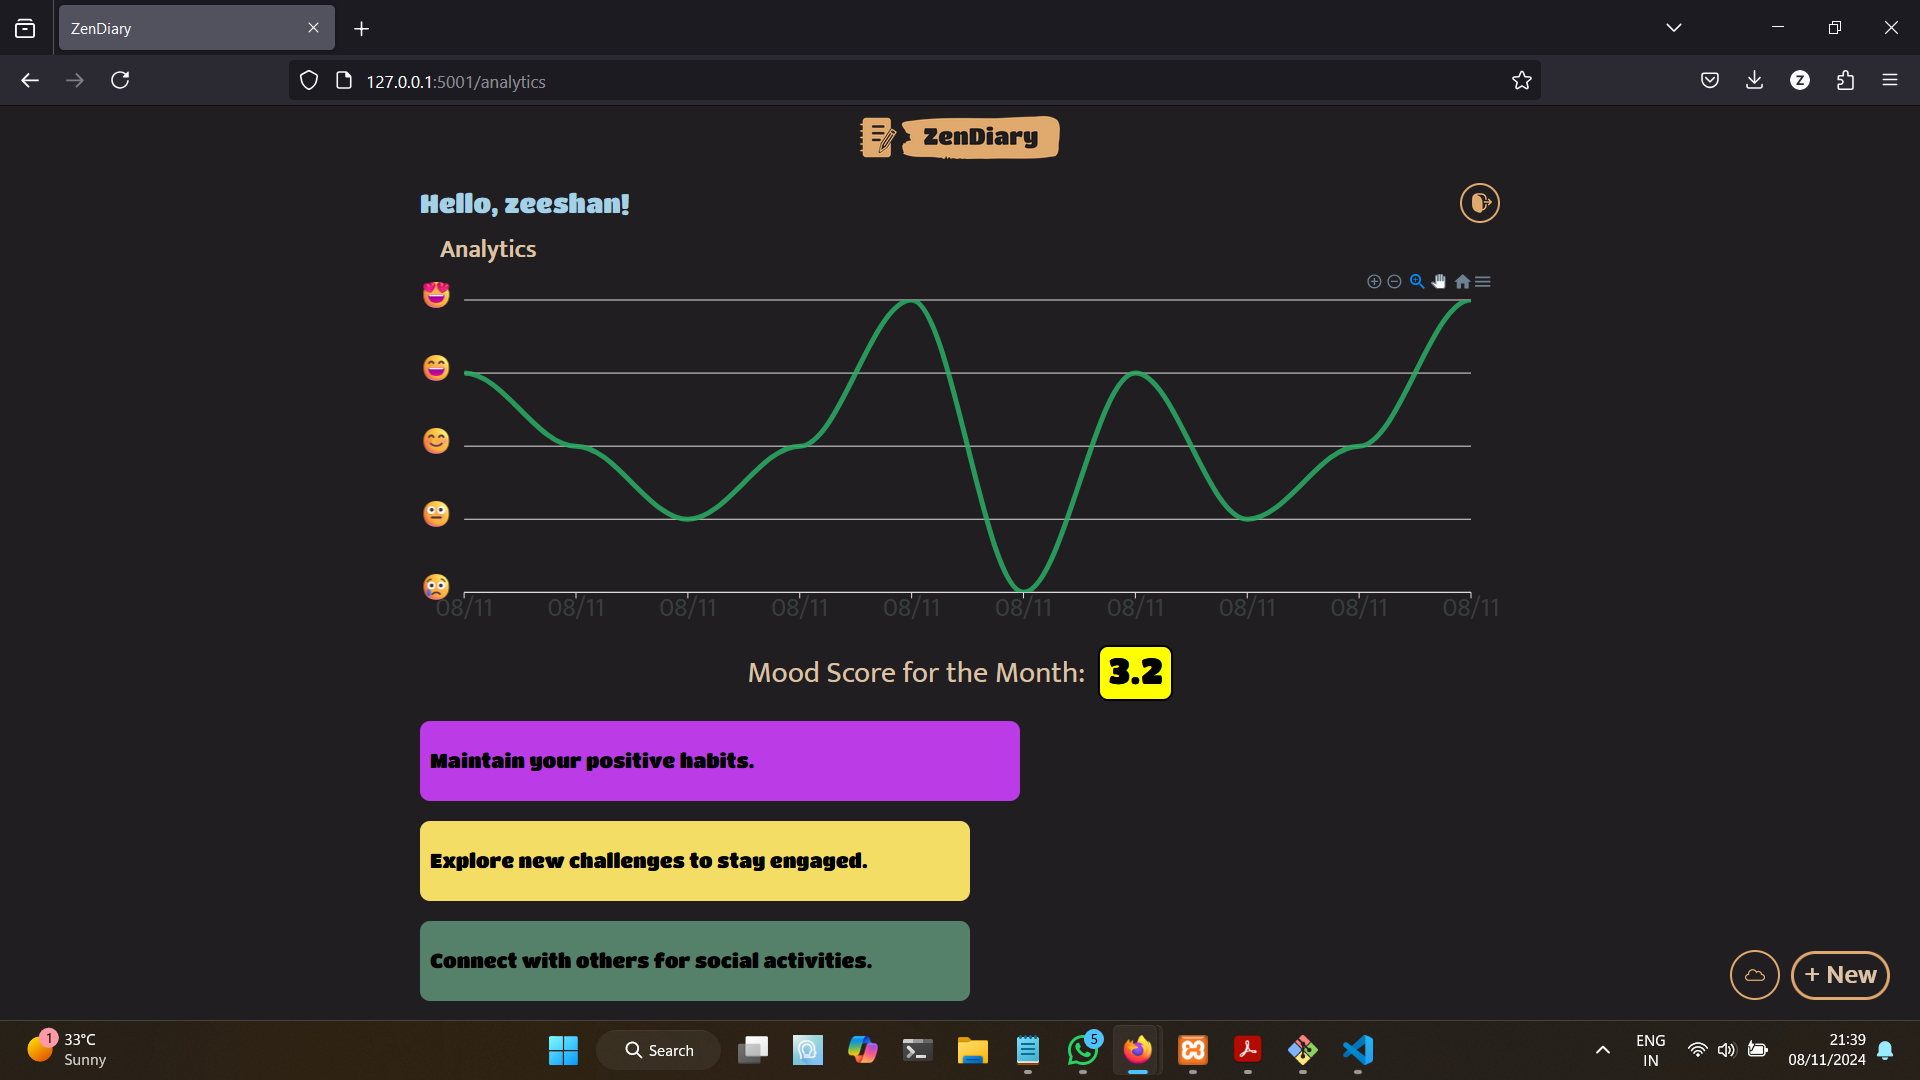 ZenDiary
127.0.0.1:5001/analytics
Z
ZenDiary
Hello, zeeshan!
Analytics
08/11 08/11 08/11 08/11 08/11 08/11 08/11 08/11 08/11 08/11
Mood Score for the Month: 3.2
Maintain your positive habits.
Explore new challenges to stay engaged.
Connect with others for social activities.
+ New
1
33°C
Sunny
Search
5
ENG
IN
21:39
08/11/2024